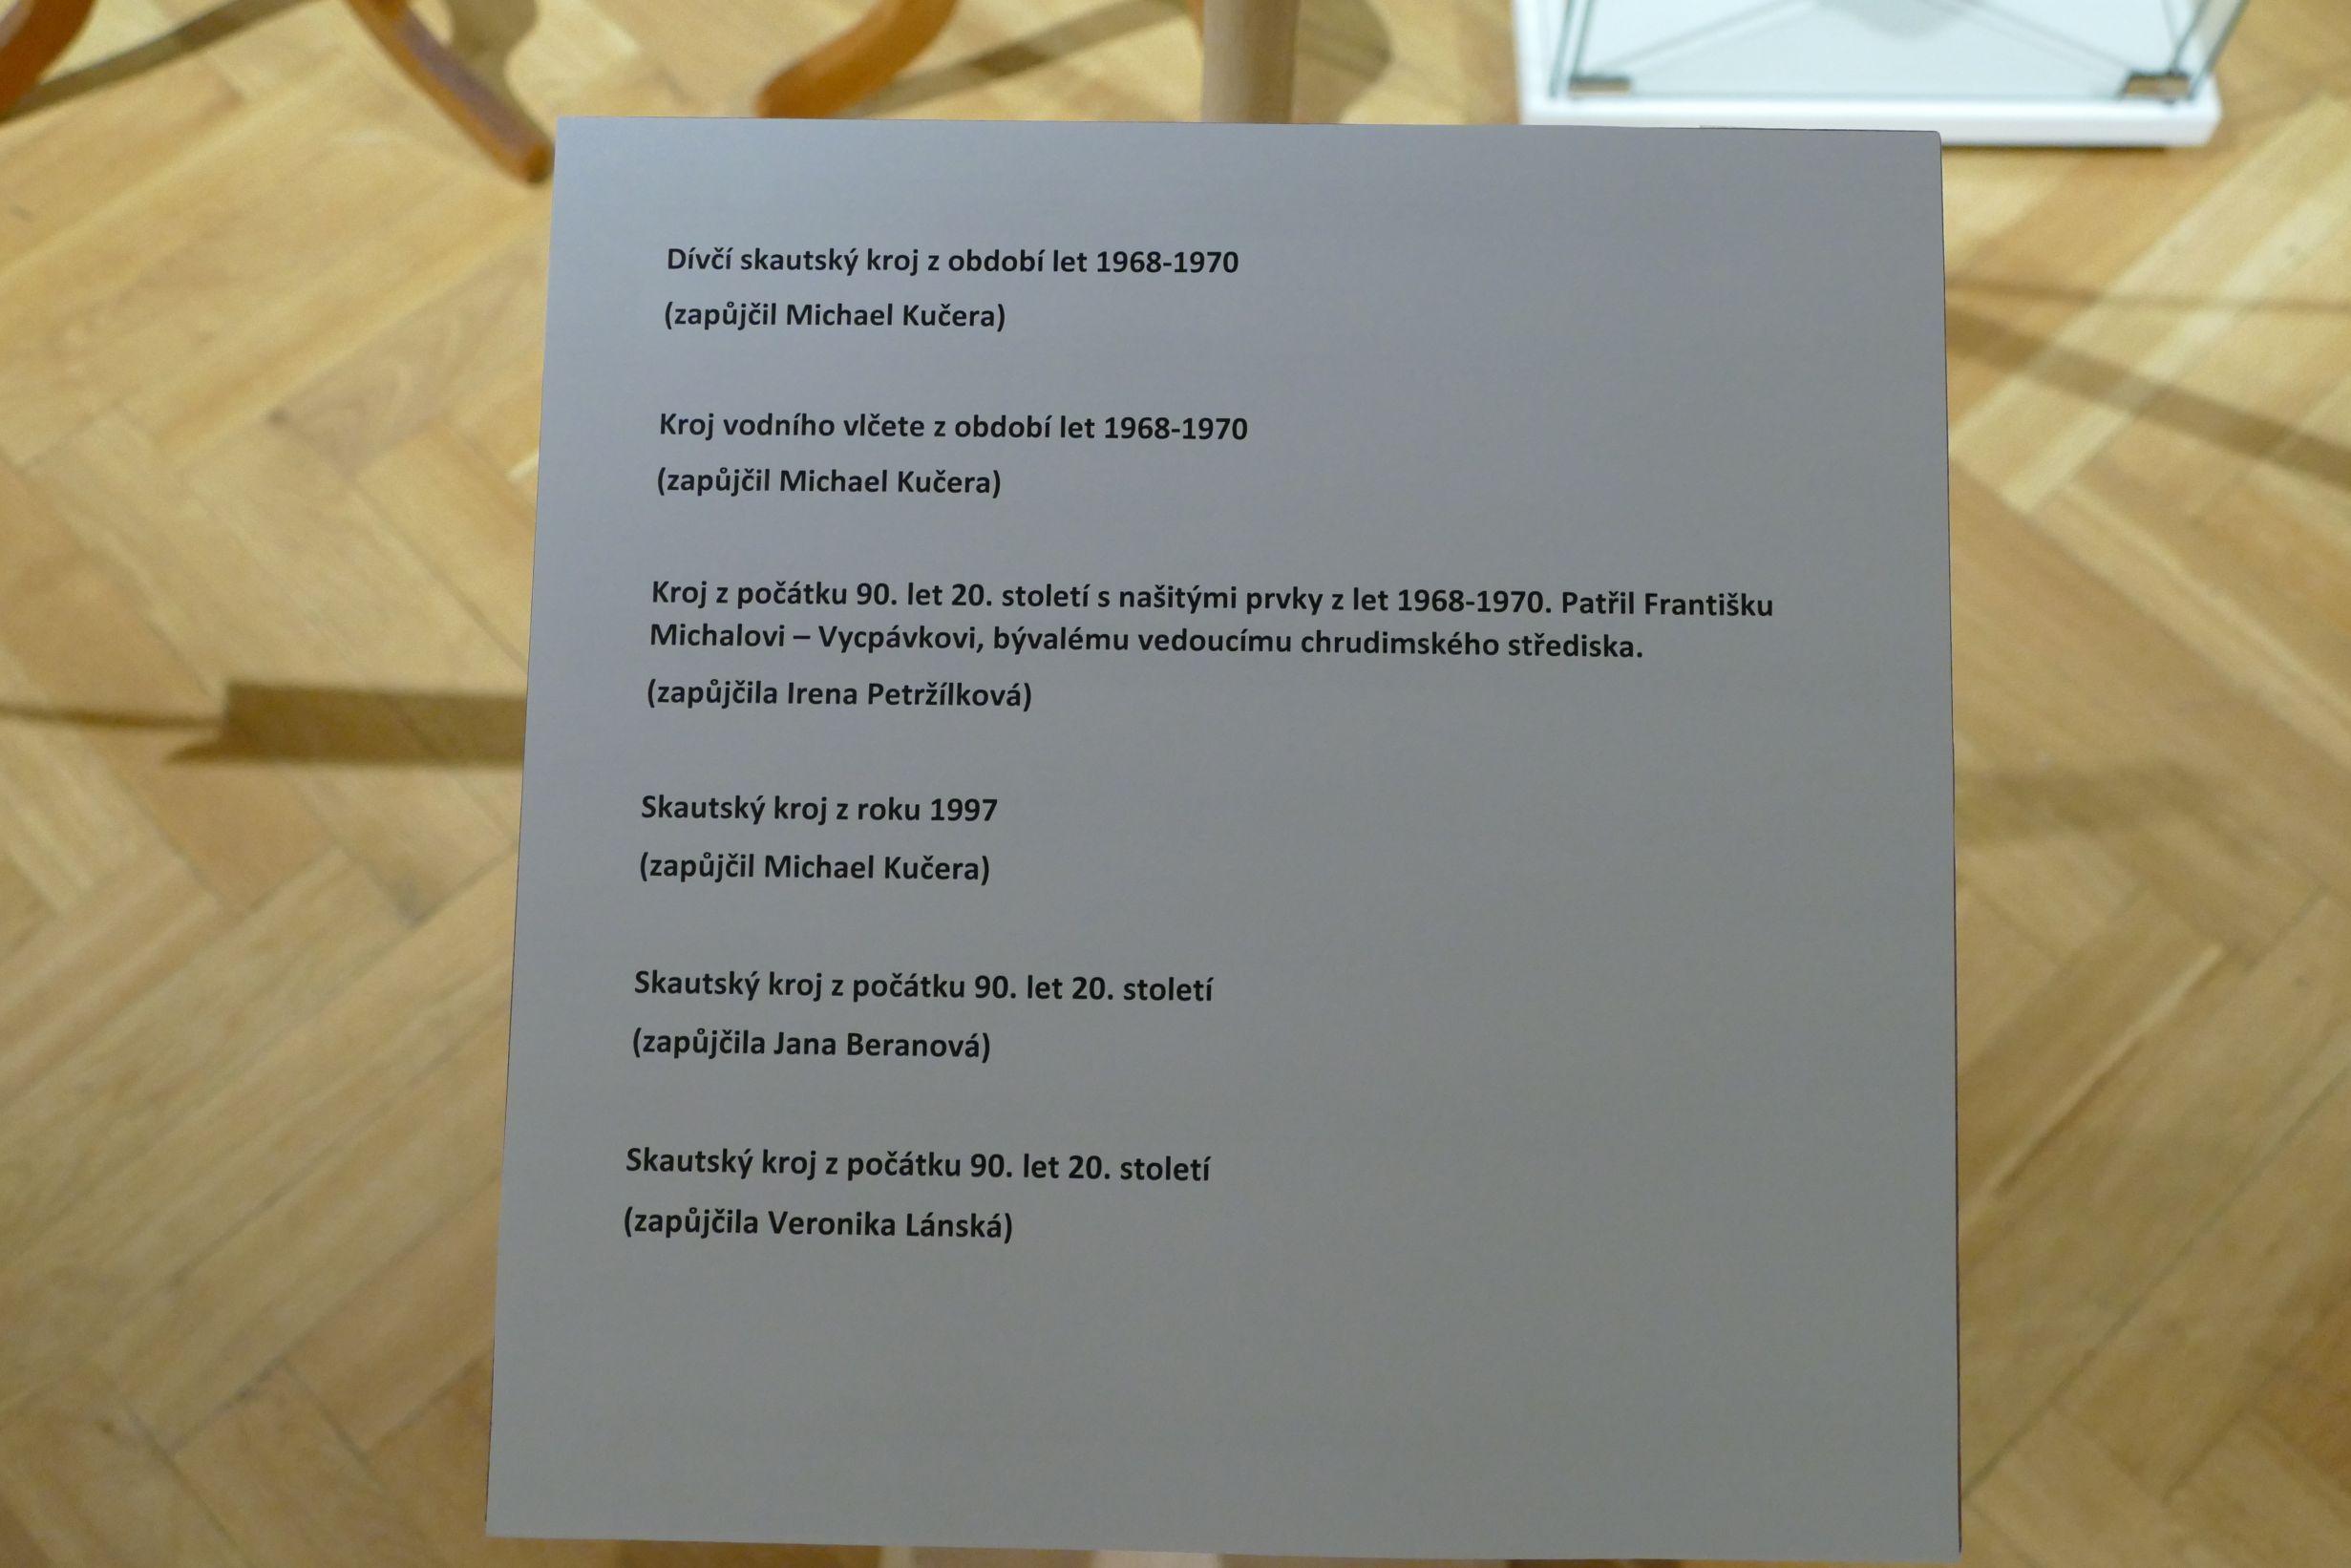 Dívčí skautský kroj z období let 1968-1970
(zapůjčil Michael Kučera)
Kroj vodního vlčete z období let 1968-1970
(zapůjčil Michael Kučera)
Kroj z počátku 90. let 20. století s našitými prvky z let 1968-1970. Patřil Františku
Michalovi – Vycpávkovi, bývalému vedoucímu chrudimského střediska.
(zapůjčila Irena Petržílková)
Skautský kroj z roku 1997
(zapůjčil Michael Kučera)
Skautský kroj z počátku 90. let 20. století
(zapůjčila Jana Beranová)
Skautský kroj z počátku 90. let 20. století
(zapůjčila Veronika Lánská)